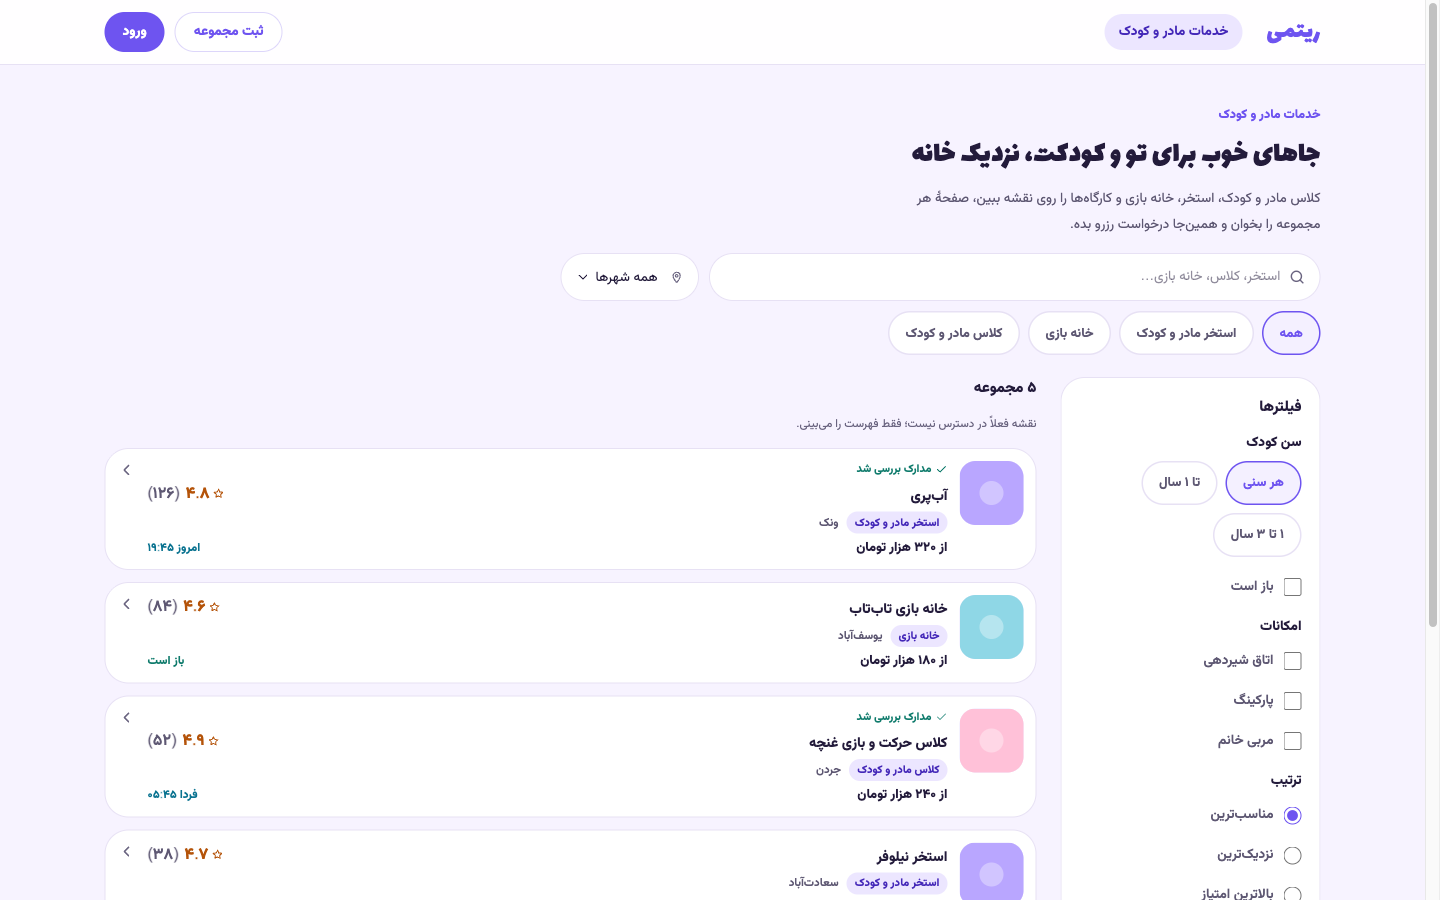 ریتمی
خدمات مادر و کودک
ثبت مجموعه
ورود
خدمات مادر و کودک
جاهای خوب برای تو و کودکت، نزدیک خانه
کلاس مادر و کودک، استخر، خانه بازی و کارگاه‌ها را روی نقشه ببین، صفحهٔ هر
مجموعه را بخوان و همین‌جا درخواست رزرو بده.
استخر، کلاس، خانه بازی...
همه شهرها
همه
استخر مادر و کودک
خانه بازی
کلاس مادر و کودک
فیلترها
سن کودک
هر سنی
تا ۱ سال
۱ تا ۳ سال
باز است
امکانات
اتاق شیردهی
پارکینگ
مربی خانم
ترتیب
مناسب‌ترین
نزدیک‌ترین
بالاترین امتیاز
۵ مجموعه
نقشه فعلاً در دسترس نیست؛ فقط فهرست را می‌بینی.
مدارک بررسی شد
آب‌پری
۴.۸ (۱۲۶)
استخر مادر و کودک
ونک
از ۳۲۰ هزار تومان
امروز ۱۹:۴۵
خانه بازی تاب‌تاب
۴.۶ (۸۴)
خانه بازی
یوسف‌آباد
از ۱۸۰ هزار تومان
باز است
مدارک بررسی شد
کلاس حرکت و بازی غنچه
۴.۹ (۵۲)
کلاس مادر و کودک
جردن
از ۲۴۰ هزار تومان
فردا ۰۵:۴۵
استخر نیلوفر
۴.۷ (۳۸)
استخر مادر و کودک
سعادت‌آباد